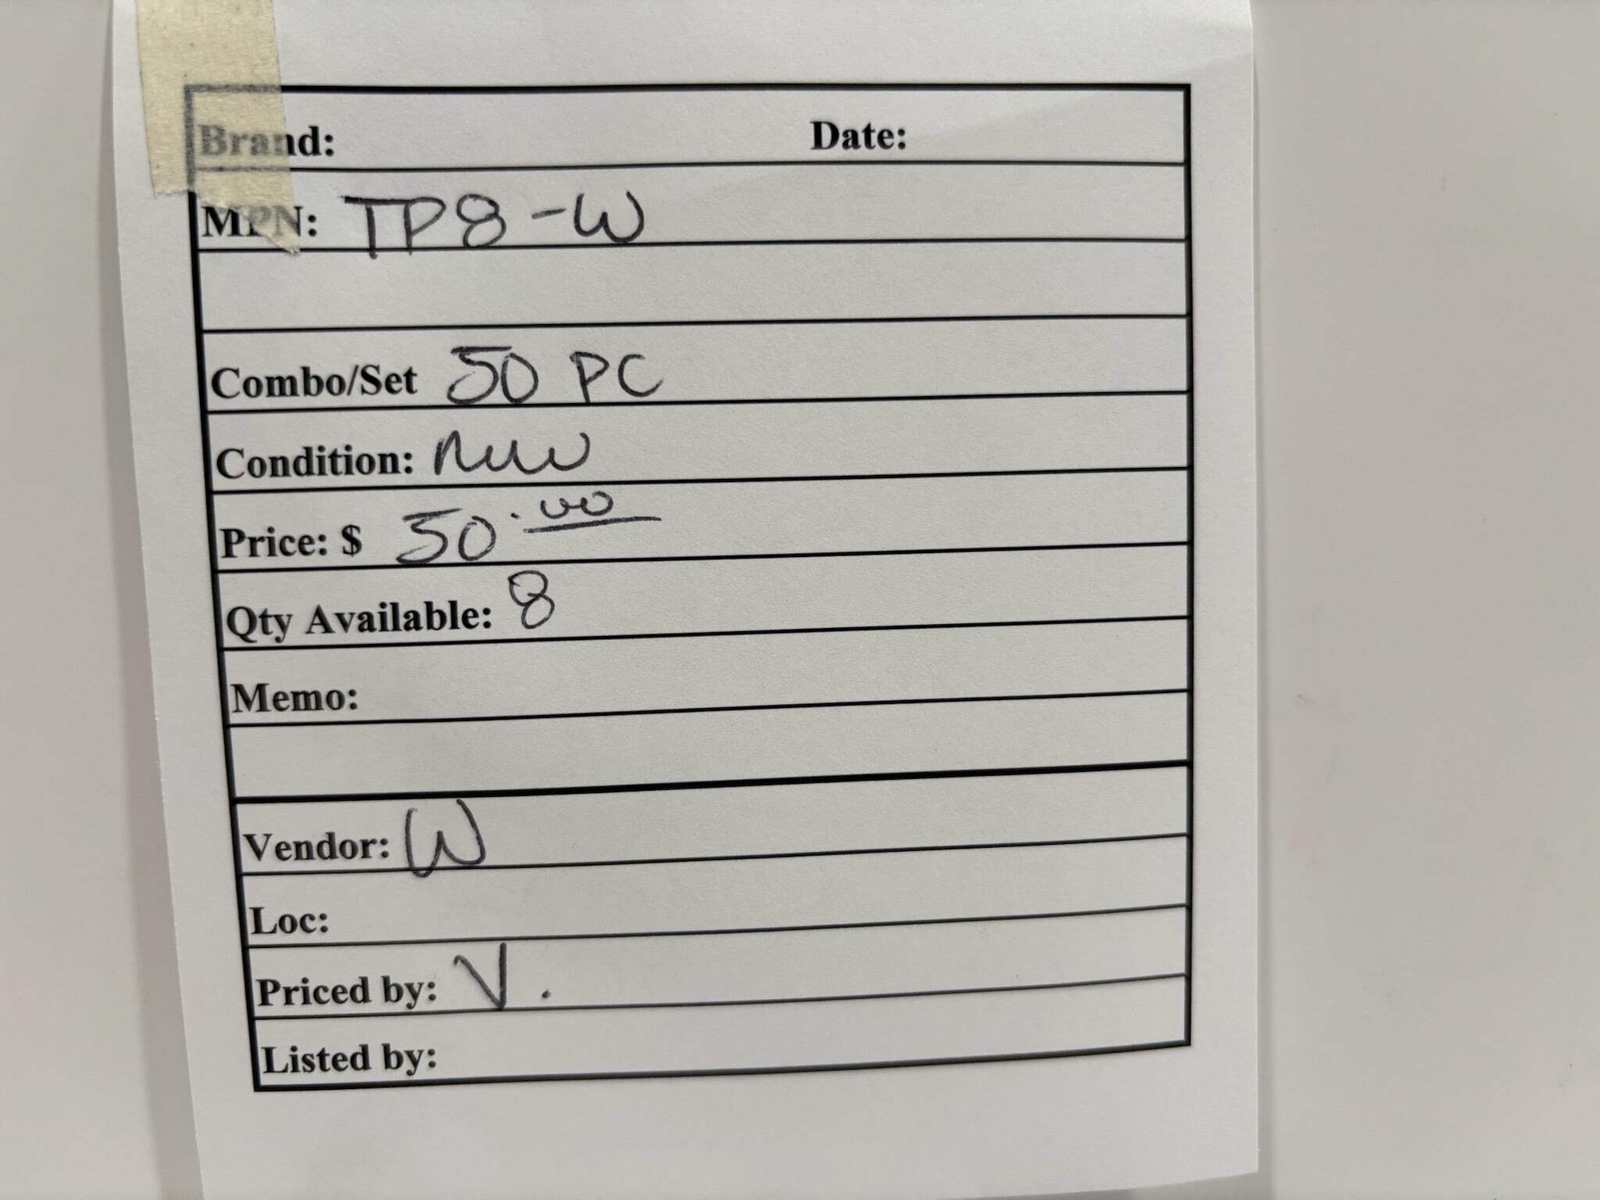 Brand: Date:
MPN: TP8-W
Combo/Set 50 PC
Condition: new
Price: $ 50.00
Qty Available: 8
Memo:
Vendor: W
Loc:
Priced by: V.
Listed by: